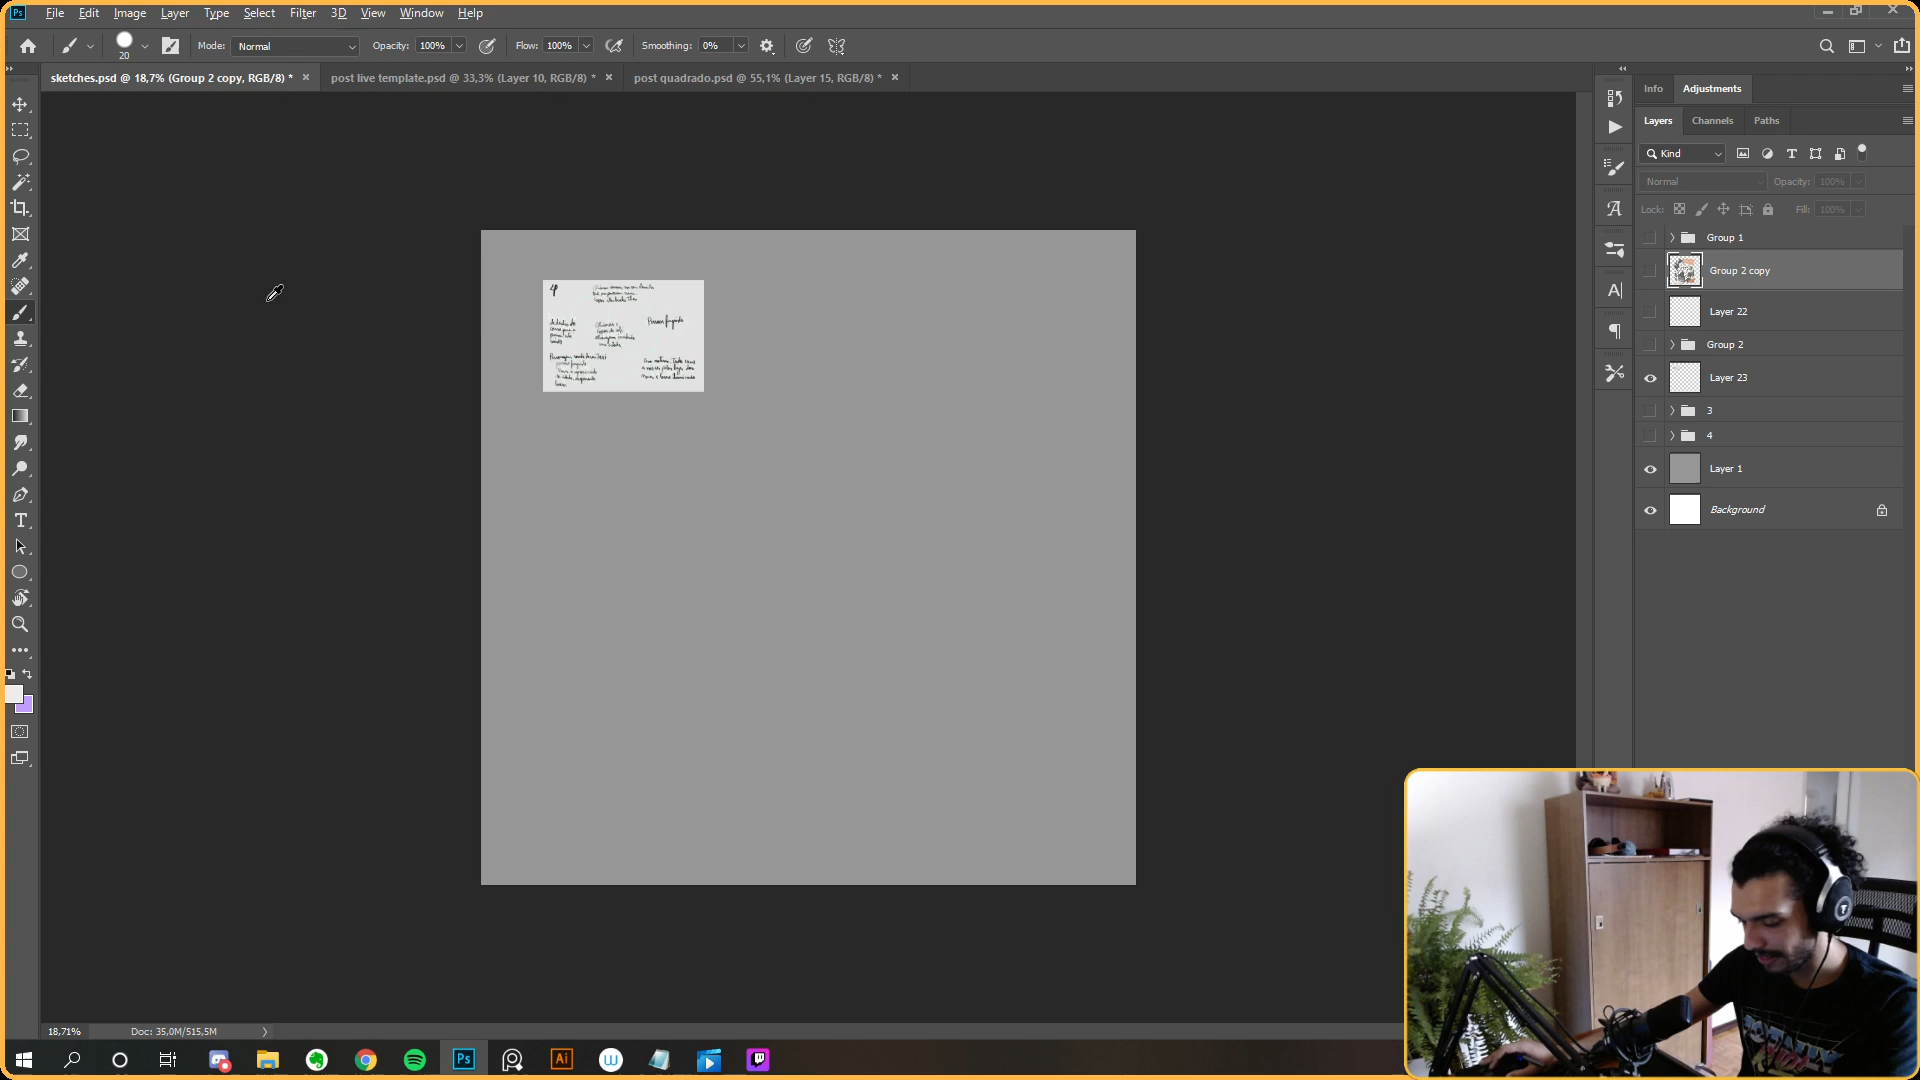 Ps File Edit Image Layer Type Select Filter 3D View Window Help
20 Mode: Normal Opacity: 100% Flow: 100% Smoothing: 0%
sketches.psd @ 18,7% (Group 2 copy, RGB/8) * post live template.psd @ 33,3% (Layer 10, RGB/8) * post quadrado.psd @ 55,1% (Layer 15, RGB/8) *
Info Adjustments
Layers Channels Paths
Kind
Normal Opacity: 100%
Lock: Fill: 100%
Group 1
Group 2 copy
Layer 22
Group 2
Layer 23
3
4
Layer 1
Background
18,71% Doc: 35,0M/515,5M
Ps Ai W